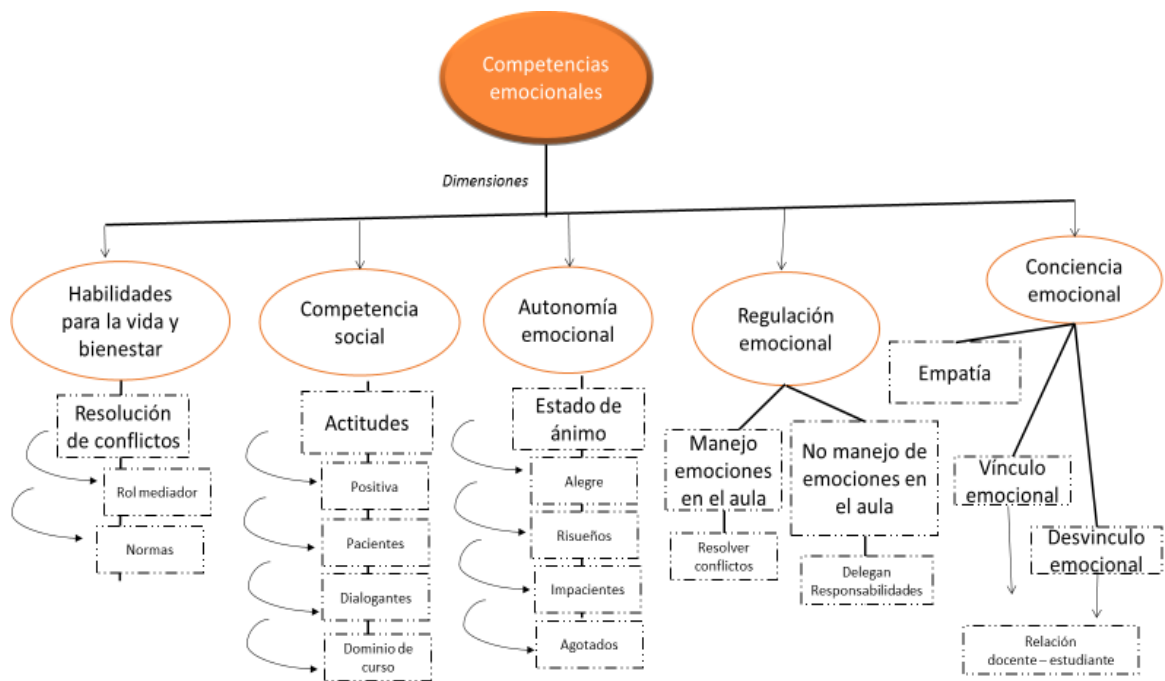 Competencias
emocionales
Dimensiones
Habilidades
para la vida y
bienestar
Resolución
de conflictos
Rol mediador
Normas
Competencia
social
Actitudes
Positiva
Pacientes
Dialogantes
Dominio de
curso
Autonomía
emocional
Estado de
ánimo
Alegre
Risueños
Impacientes
Agotados
Regulación
emocional
Manejo
emociones
en el aula
Resolver
conflictos
No manejo de
emociones en
el aula
Delegan
Responsabilidades
Conciencia
emocional
Empatía
Vínculo
emocional
Desvinculo
emocional
Relación
docente – estudiante